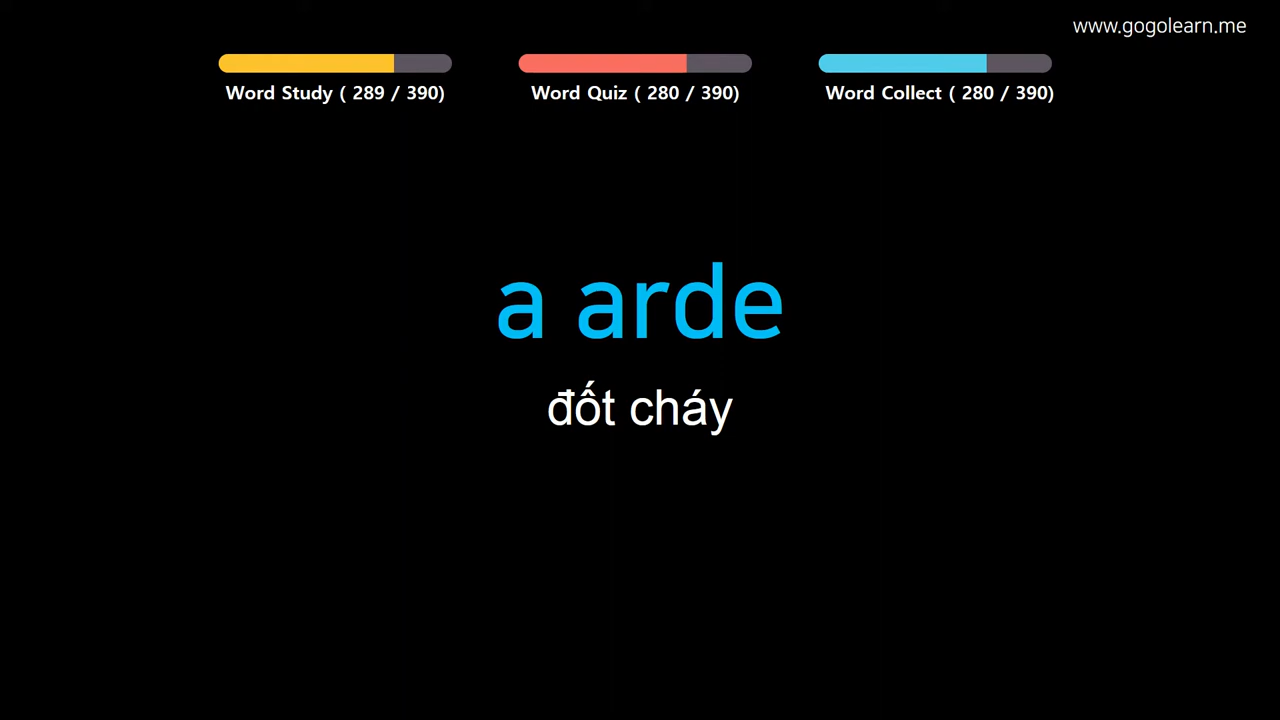 www.gogolearn.me
Word Study ( 289 / 390)
Word Quiz ( 280 / 390)
Word Collect ( 280 / 390)
a arde
đốt cháy